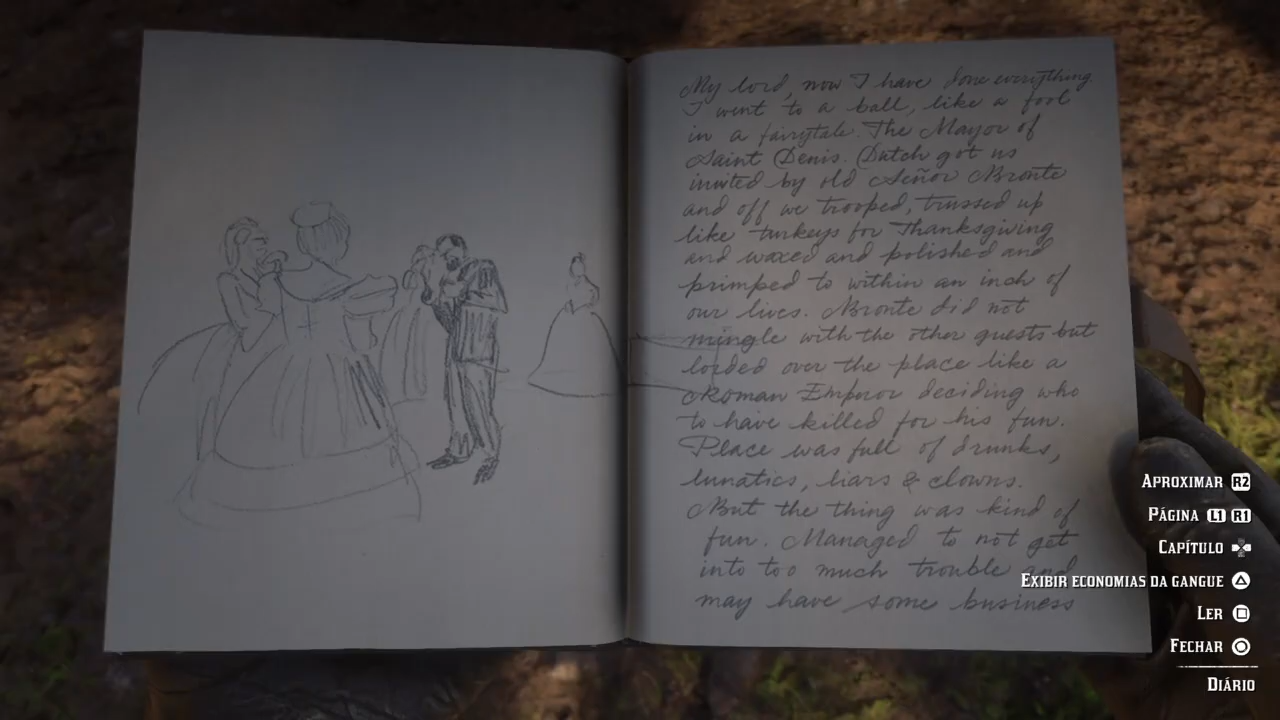 My lord, now I have done everything.
I went to a ball, like a fool
in a fairytale. The Mayor of
Saint Denis. Dutch got us
invited by old Señor Bronte
and off we trooped, trussed up
like turkeys for Thanksgiving
and waxed and polished and
primped to within an inch of
our lives. Bronte did not
mingle with the other guests but
lorded over the place like a
Roman Emperor deciding who
to have killed for his fun.
Place was full of drunks,
lunatics, liars & clowns.
But the thing was kind of
fun. Managed to not get
into too much trouble and
may have some business
APROXIMAR R2
PÁGINA L1 R1
CAPÍTULO
EXIBIR ECONOMIAS DA GANGUE
LER
FECHAR
DIÁRIO